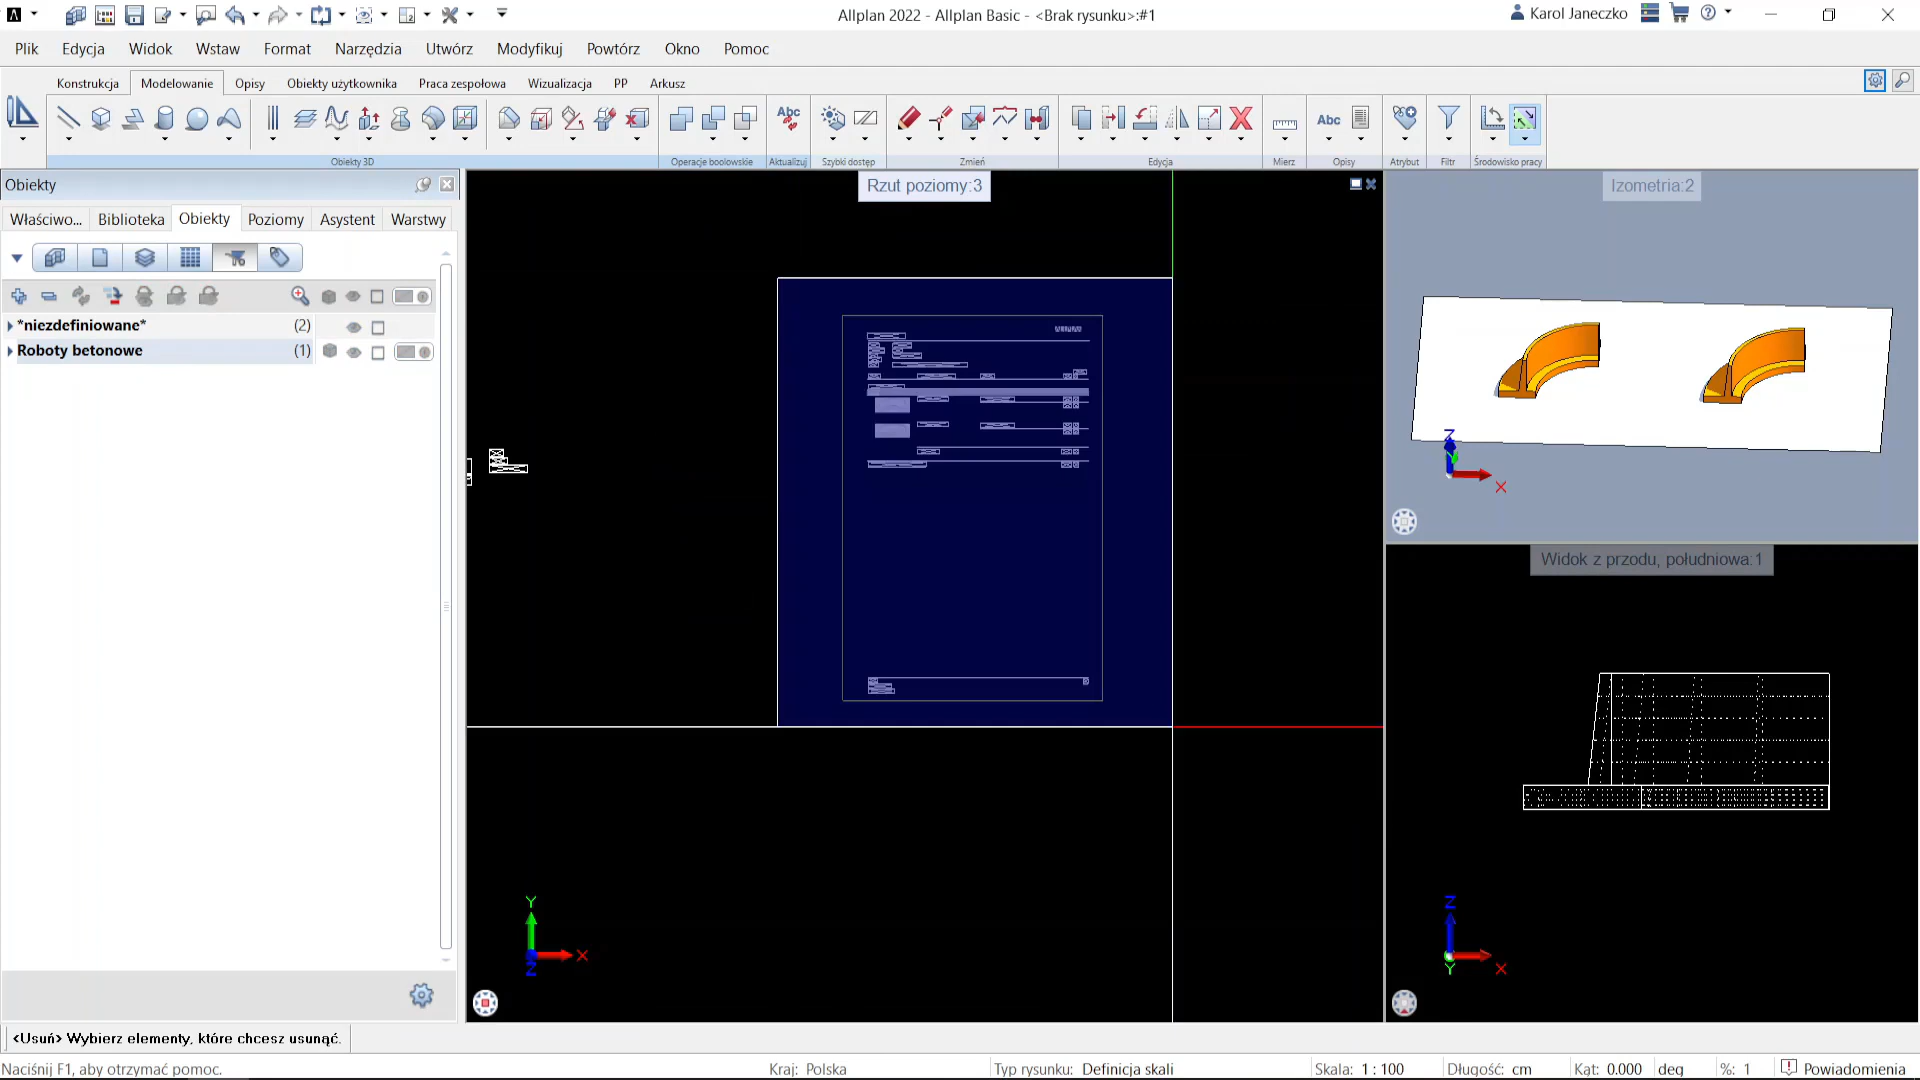 Allplan 2022 - Allplan Basic - <Brak rysunku>:#1
Karol Janeczko
Plik Edycja Widok Wstaw Format Narzędzia Utwórz Modyfikuj Powtórz Okno Pomoc
Konstrukcja Modelowanie Opisy Obiekty użytkownika Praca zespołowa Wizualizacja PP Arkusz
Abc
Abc
Obiekty 3D Operacje boolowskie Aktualizuj Szybki dostęp Zmień Edycja Mierz Opisy Atrybut Filtr Środowisko pracy
Obiekty
Właściwo... Biblioteka Obiekty Poziomy Asystent Warstwy
*niezdefiniowane* (2)
Roboty betonowe (1)
Rzut poziomy:3
Izometria:2
Z
Y
X
Widok z przodu, południowa:1
Y
X
Z
Z
X
Y
<Usuń> Wybierz elementy, które chcesz usunąć.
Naciśnij F1, aby otrzymać pomoc.
Kraj: Polska
Typ rysunku: Definicja skali
Skala: 1 : 100
Długość: cm
Kąt: 0.000 deg
%: 1
Powiadomienia